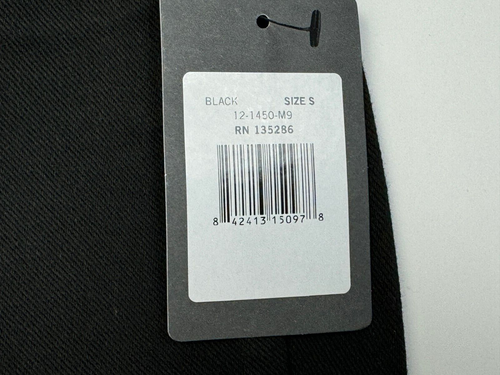 BLACK SIZE S
12-1450-M9
RN 135286
8 42413 15097 8